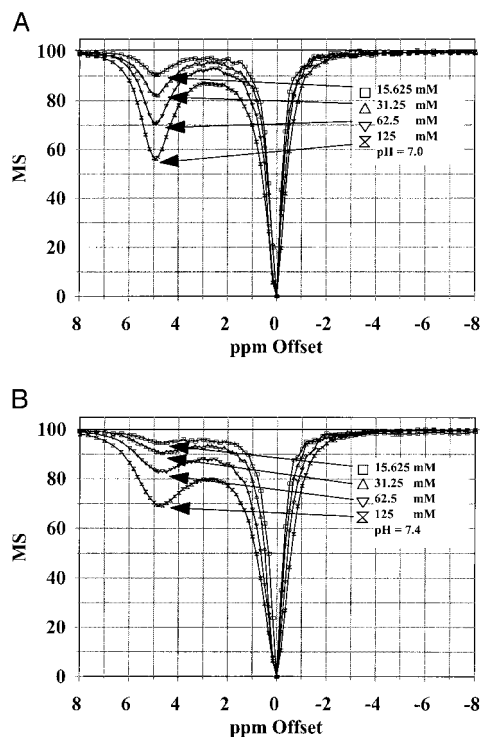 A
100
80
60
40
20
0
MS
15.625 mM
31.25 mM
62.5 mM
125 mM
pH = 7.0
8 6 4 2 0 -2 -4 -6 -8
ppm Offset
B
100
80
60
40
20
0
MS
15.625 mM
31.25 mM
62.5 mM
125 mM
pH = 7.4
8 6 4 2 0 -2 -4 -6 -8
ppm Offset